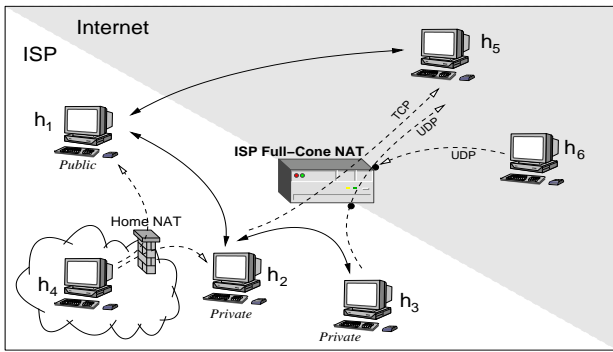 Internet
ISP
h5
TCP
UDP
h1
Public
ISP Full–Cone NAT
UDP
h6
Home NAT
h4
h2
Private
h3
Private